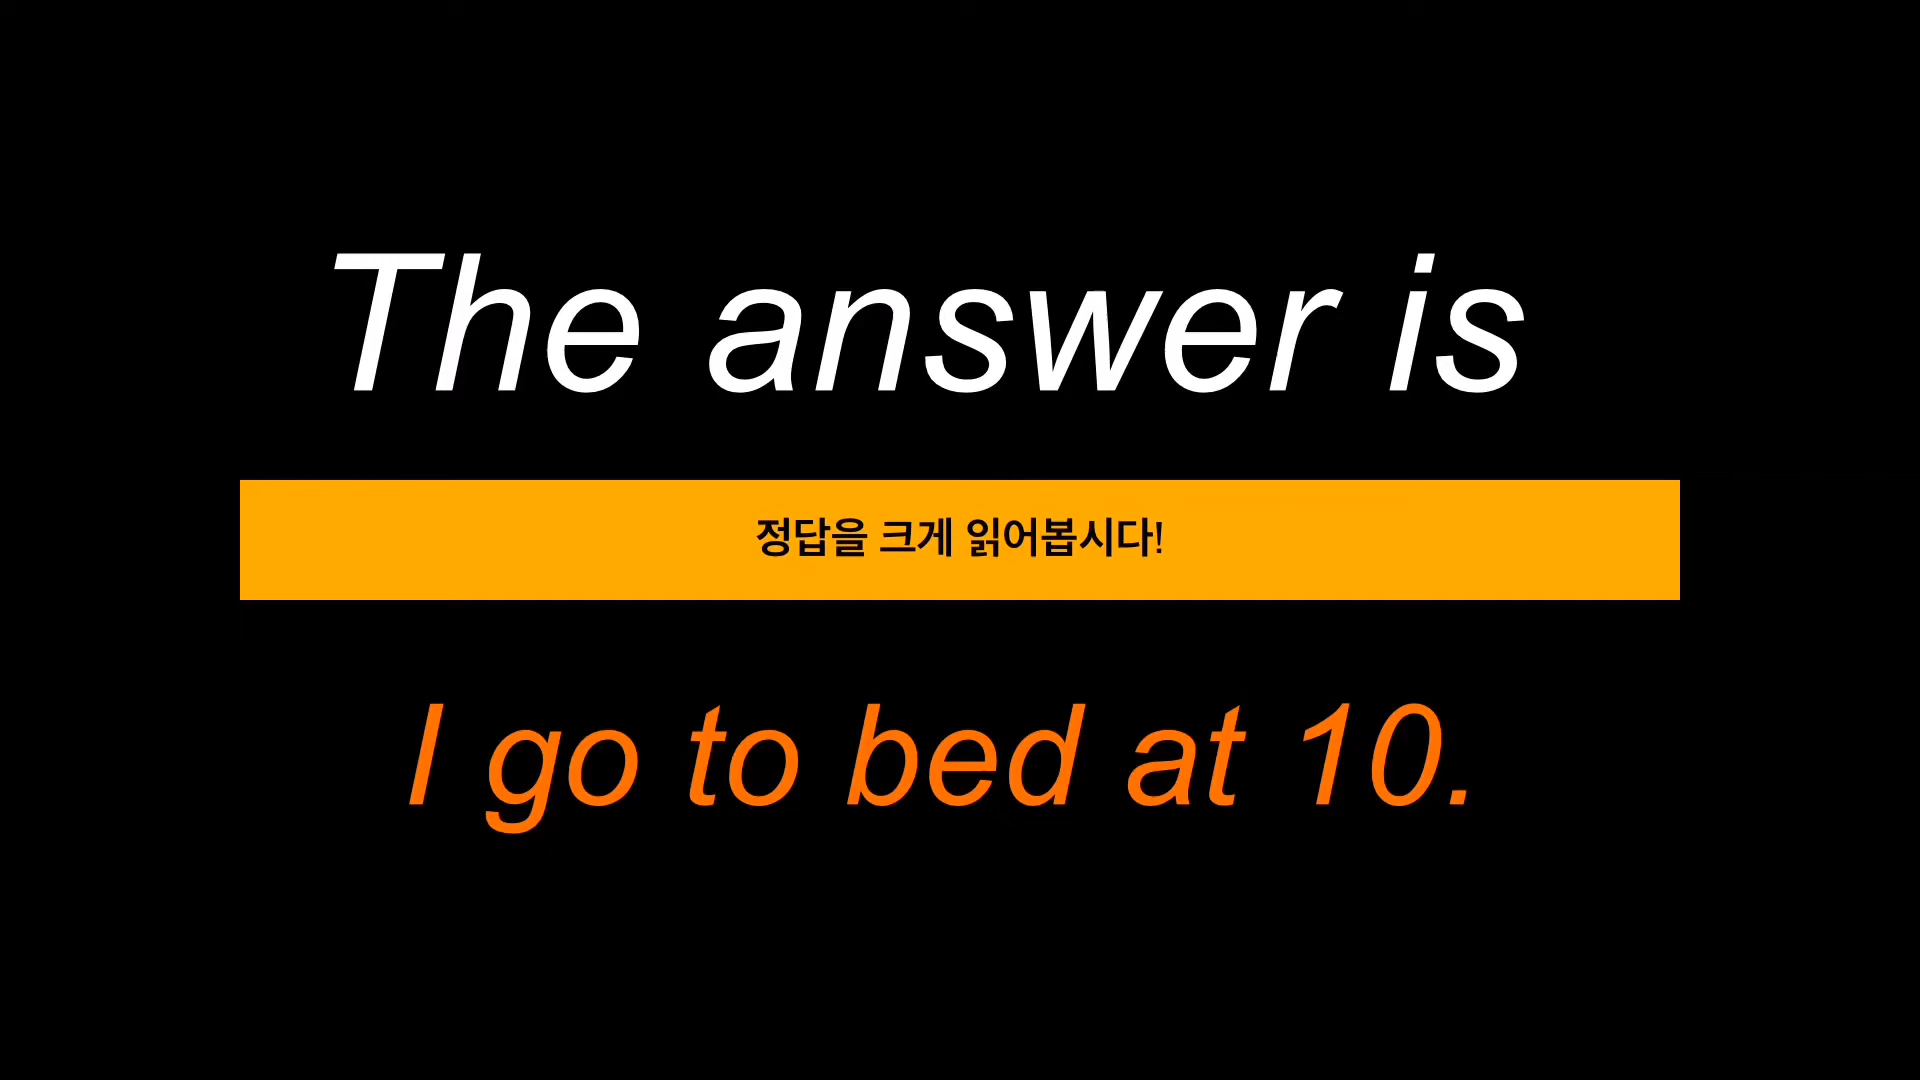 The answer is
정답을 크게 읽어봅시다!
I go to bed at 10.